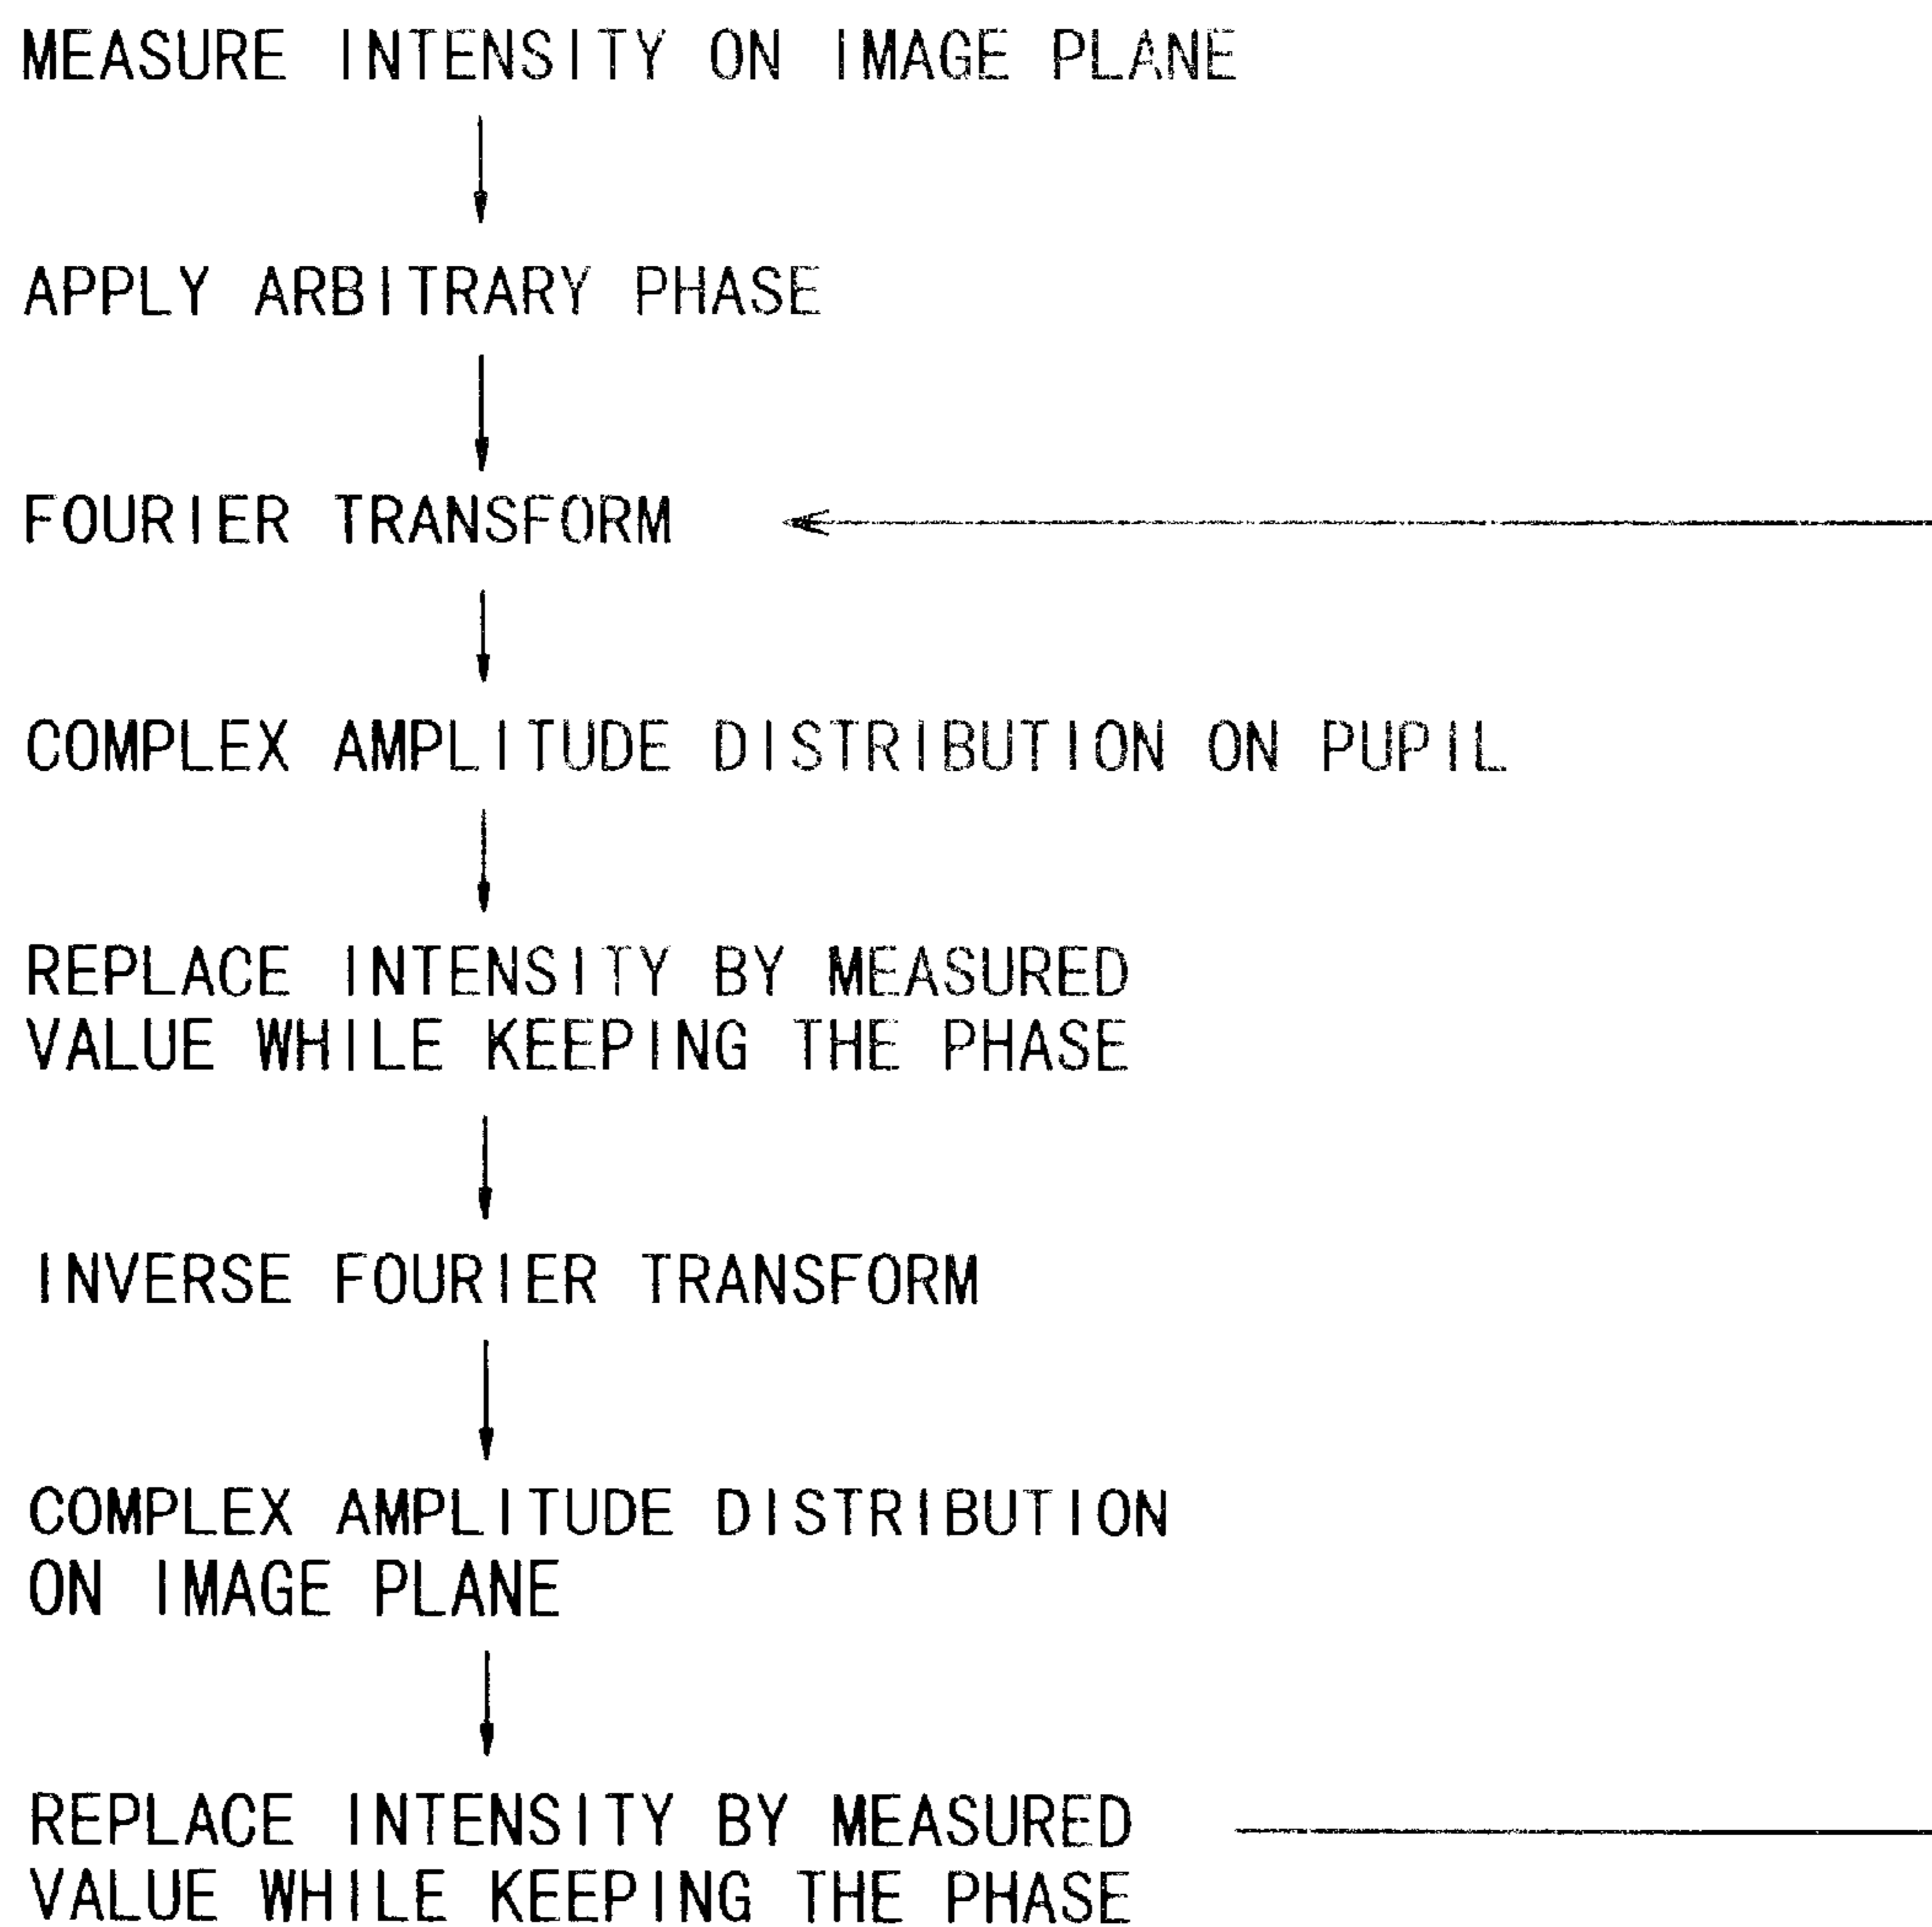 MEASURE INTENSITY ON IMAGE PLANE
APPLY ARBITRARY PHASE
FOURIER TRANSFORM
COMPLEX AMPLITUDE DISTRIBUTION ON PUPIL
REPLACE INTENSITY BY MEASURED
VALUE WHILE KEEPING THE PHASE
INVERSE FOURIER TRANSFORM
COMPLEX AMPLITUDE DISTRIBUTION
ON IMAGE PLANE
REPLACE INTENSITY BY MEASURED
VALUE WHILE KEEPING THE PHASE